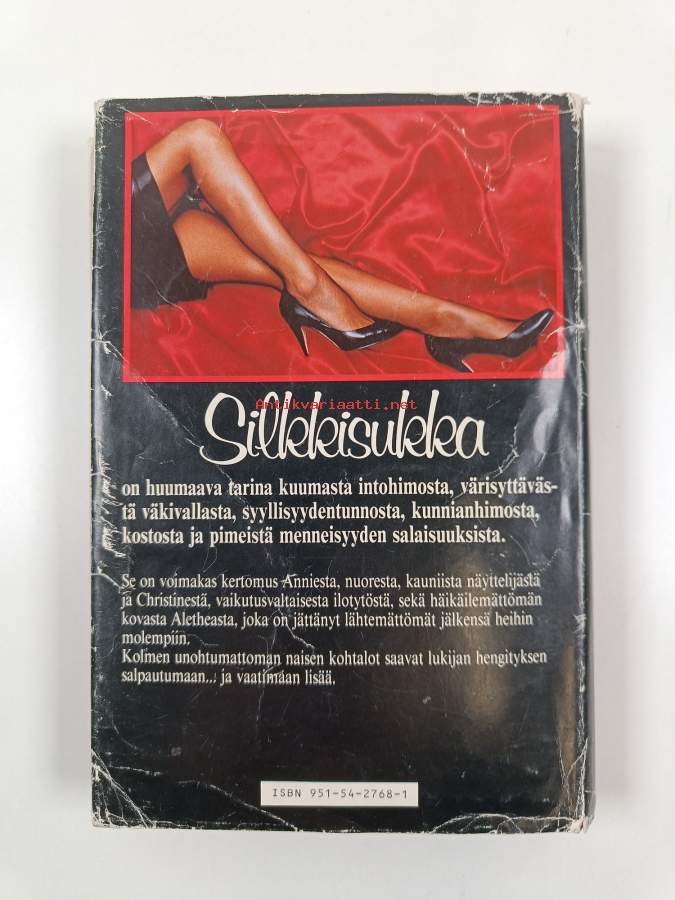 Antikvariaatti.net
Silkkisukka
on huumaava tarina kuumasta intohimosta, värisyttäväs-
tä väkivallasta, syyllisyydentunnosta, kunnianhimosta,
kostosta ja pimeistä menneisyyden salaisuuksista.
Se on voimakas kertomus Anniesta, nuoresta, kauniista näyttelijästä
ja Christinestä, vaikutusvaltaisesta ilotytöstä, sekä häikäilemättömän
kovasta Aletheasta, joka on jättänyt lähtemättömät jälkensä heihin
molempiin.
Kolmen unohtumattoman naisen kohtalot saavat lukijan hengityksen
salpautumaan... ja vaatimaan lisää.
ISBN 951-54-2768-1